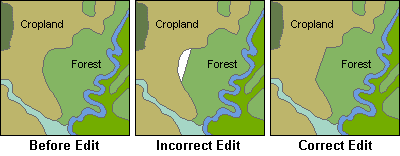 Cropland
Forest
Cropland
Forest
Cropland
Forest
Before Edit
Incorrect Edit
Correct Edit